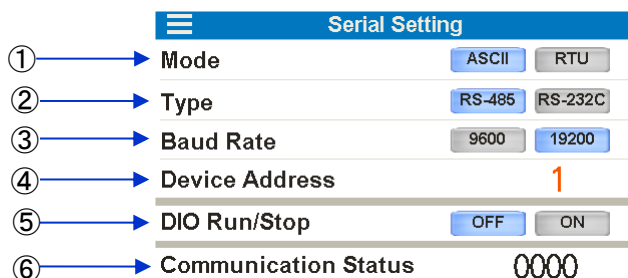 Serial Setting
① Mode ASCII RTU
② Type RS-485 RS-232C
③ Baud Rate 9600 19200
④ Device Address 1
⑤ DIO Run/Stop OFF ON
⑥ Communication Status 0000